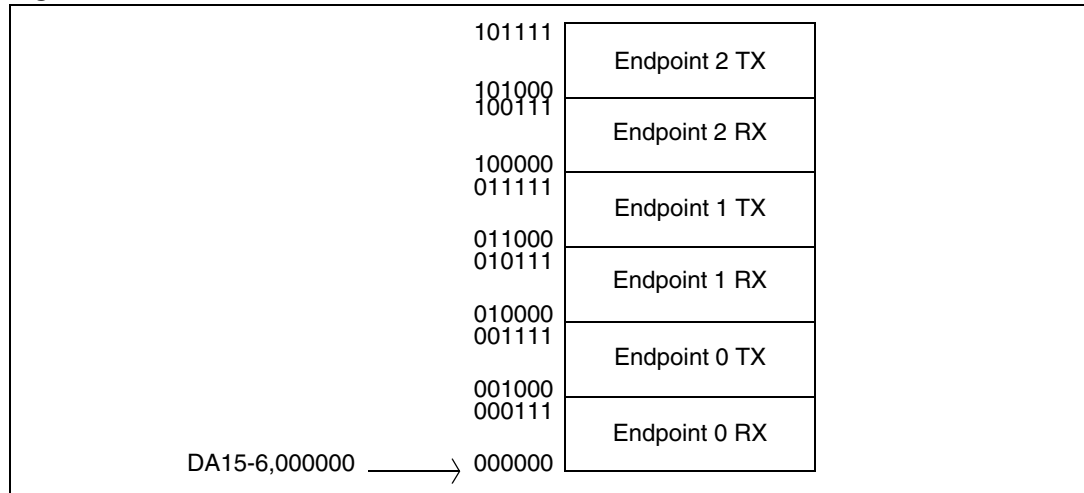 101111
Endpoint 2 TX
101000
100111
Endpoint 2 RX
100000
011111
Endpoint 1 TX
011000
010111
Endpoint 1 RX
010000
001111
Endpoint 0 TX
001000
000111
Endpoint 0 RX
DA15-6,000000 000000